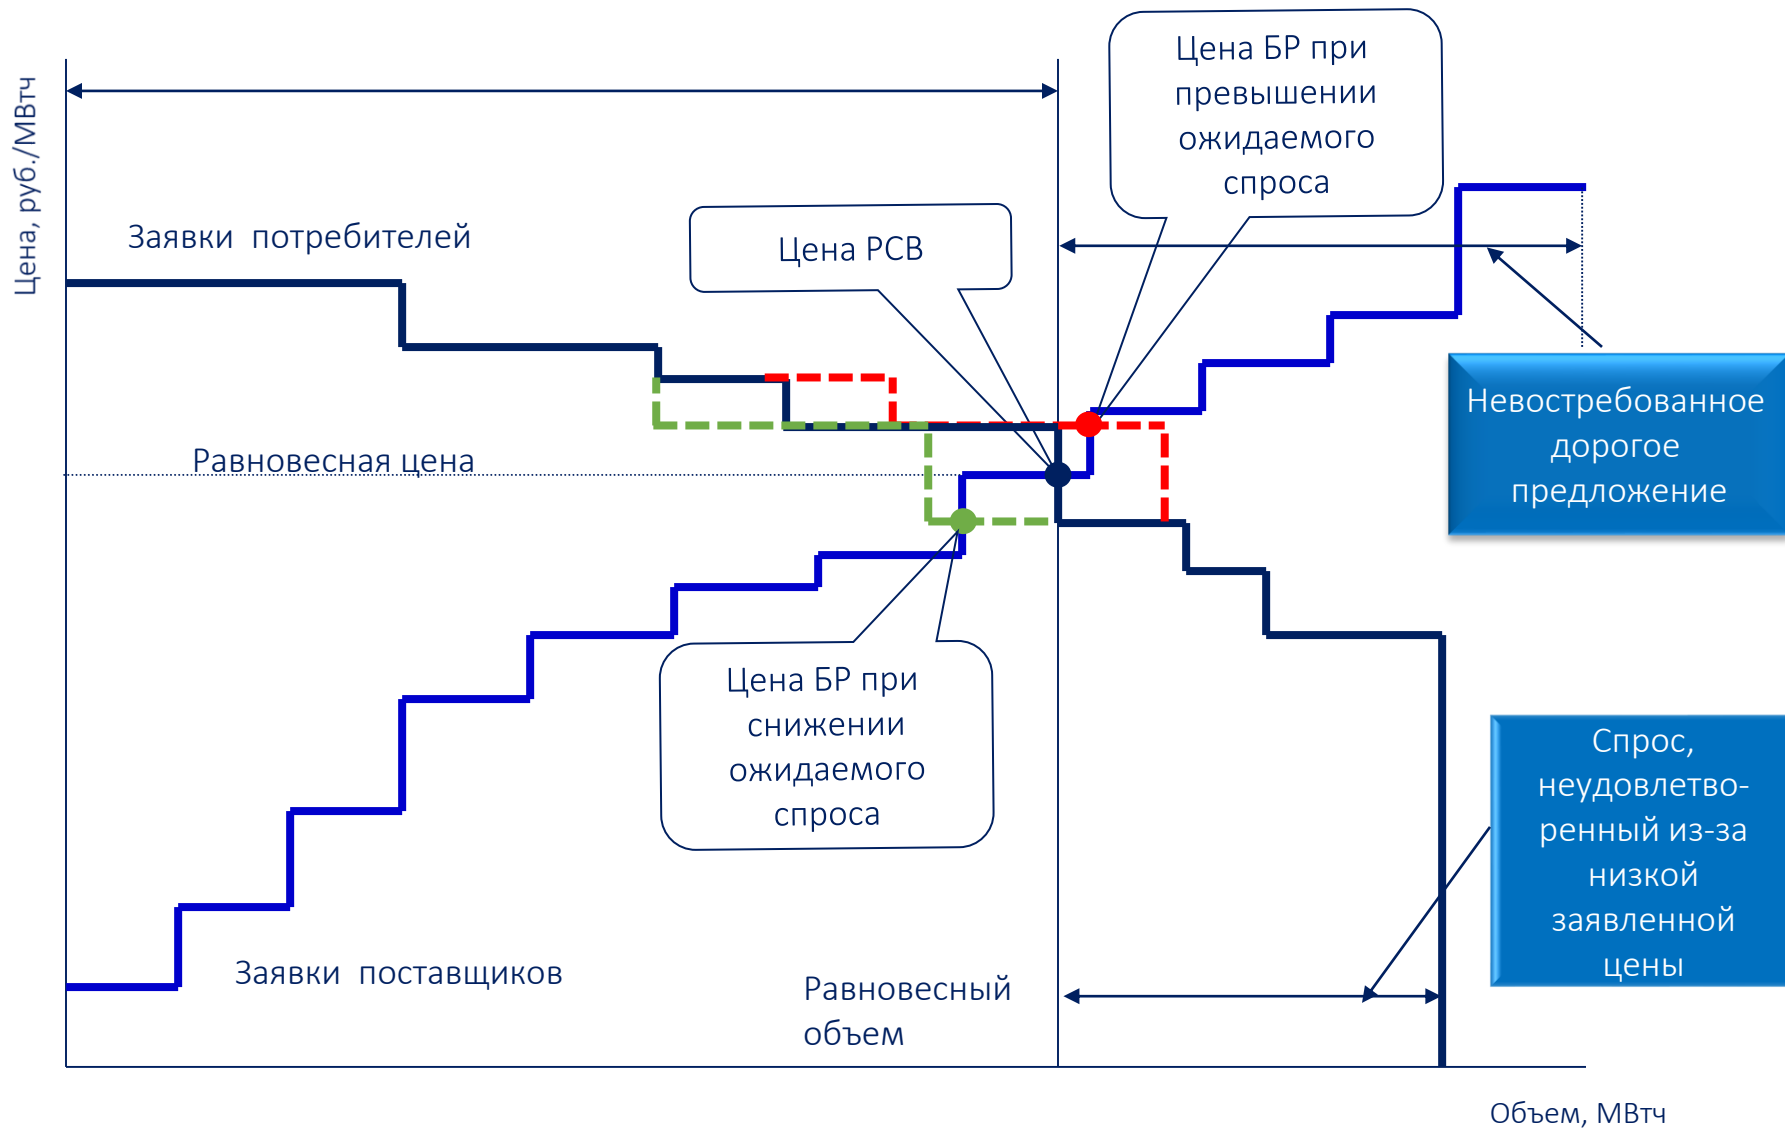 Цена, руб./МВтч
Цена БР при
превышении
ожидаемого
спроса
Заявки потребителей
Цена РСВ
Невостребованное
дорогое
предложение
Равновесная цена
Цена БР при
снижении
ожидаемого
спроса
Спрос,
неудовлетво-
ренный из-за
низкой
заявленной
цены
Заявки поставщиков
Равновесный
объем
Объем, МВтч